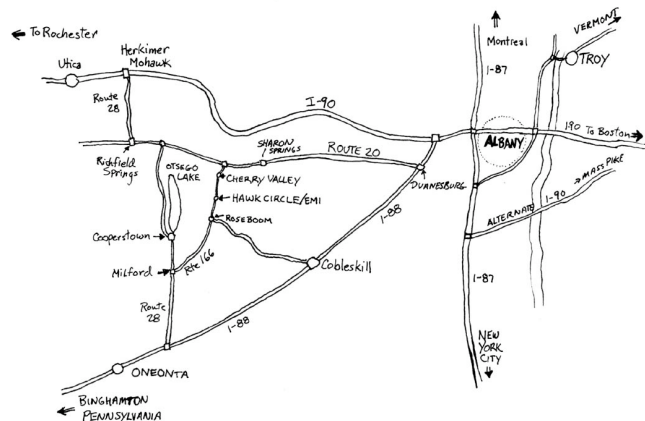 ← To Rochester
Utica
Herkimer
Mohawk
Route
28
I-90
Montreal
I-87
VERMONT
TROY
190 To Boston
ALBANY
Richfield
Springs
OTSEGO
LAKE
SHARON
SPRINGS
ROUTE 20
CHERRY VALLEY
HAWK CIRCLE/EMI
ROSEBOOM
DUANESBURG
I-88
ALTERNATE I-90
MASS PIKE
Cooperstown
Milford
Rte 166
Cobleskill
I-87
Route
28
I-88
NEW
YORK
CITY
ONEONTA
BINGHAMTON
PENNSYLVANIA